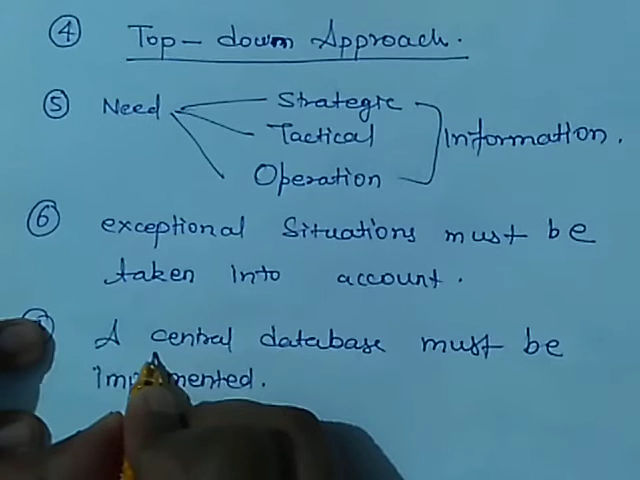 ④ Top-down Approach.
⑤ Need Strategic
Tactical Information.
Operation
⑥ exceptional Situations must be
taken into account.
A central database must be